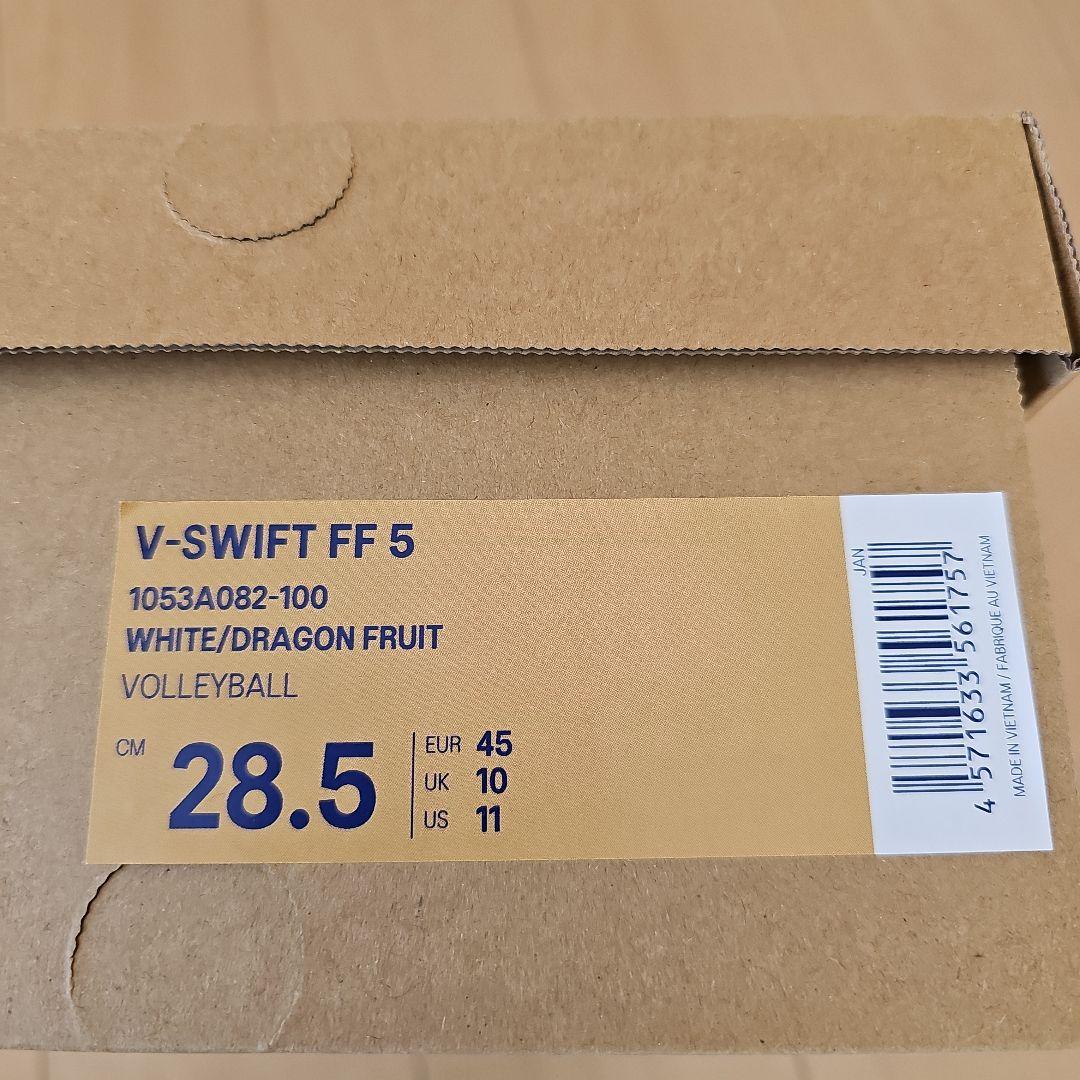 V-SWIFT FF 5
1053A082-100
WHITE/DRAGON FRUIT
VOLLEYBALL
CM 28.5
EUR 45
UK 10
US 11
JAN
4 571633 561757
MADE IN VIETNAM / FABRIQUE AU VIETNAM